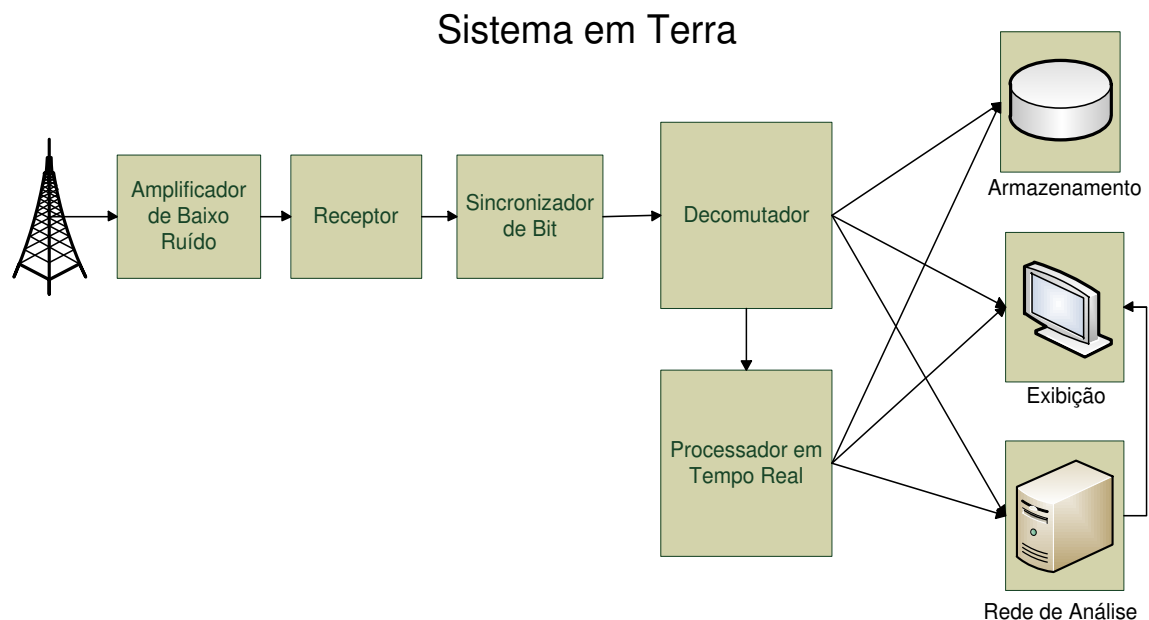 Sistema em Terra
Amplificador
de Baixo
Ruído
Receptor
Sincronizador
de Bit
Decomutador
Armazenamento
Exibição
Processador em
Tempo Real
Rede de Análise